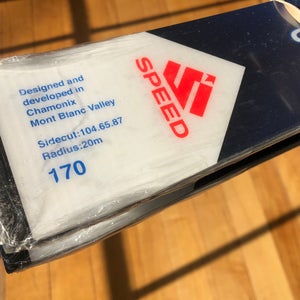 Designed and
developed in
Chamonix
Mont Blanc Valley
Sidecut:104.65.87
Radius:20m
170
SPEED